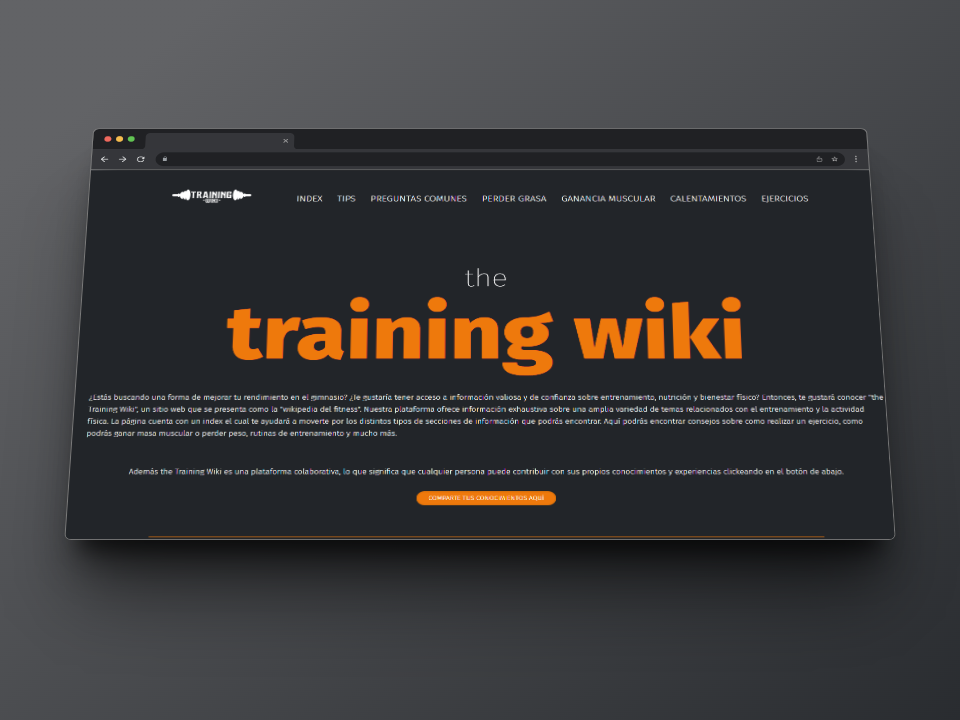 TRAINING
INDEX TIPS PREGUNTAS COMUNES PERDER GRASA GANANCIA MUSCULAR CALENTAMIENTOS EJERCICIOS
the
training wiki
¿Estás buscando una forma de mejorar tu rendimiento en el gimnasio? ¿Te gustaría tener acceso a información valiosa y de confianza sobre entrenamiento, nutrición y bienestar físico? Entonces, te gustará conocer "the
Training Wiki", un sitio web que se presenta como la "wikipedia del fitness". Nuestra plataforma ofrece información exhaustiva sobre una amplia variedad de temas relacionados con el entrenamiento y la actividad
física. La página cuenta con un index el cual te ayudará a moverte por los distintos tipos de secciones de información que podrás encontrar. Aquí podrás encontrar consejos sobre como realizar un ejercicio, como
podrás ganar masa muscular o perder peso, rutinas de entrenamiento y mucho más.
Además the Training Wiki es una plataforma colaborativa, lo que significa que cualquier persona puede contribuir con sus propios conocimientos y experiencias clickeando en el botón de abajo.
COMPARTE TUS CONOCIMIENTOS AQUÍ